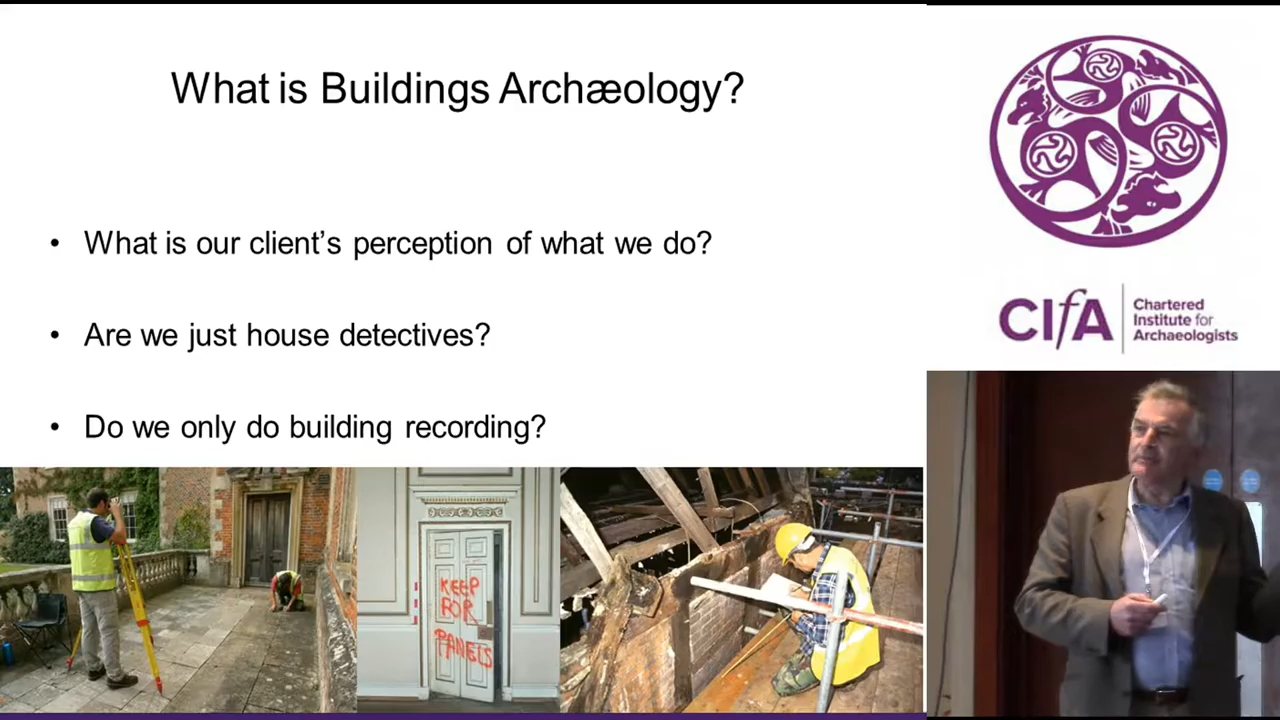 What is Buildings Archæology?
• What is our client’s perception of what we do?
• Are we just house detectives?
• Do we only do building recording?
KEEP
FOR
PANELS
CIfA
Chartered
Institute for
Archaeologists